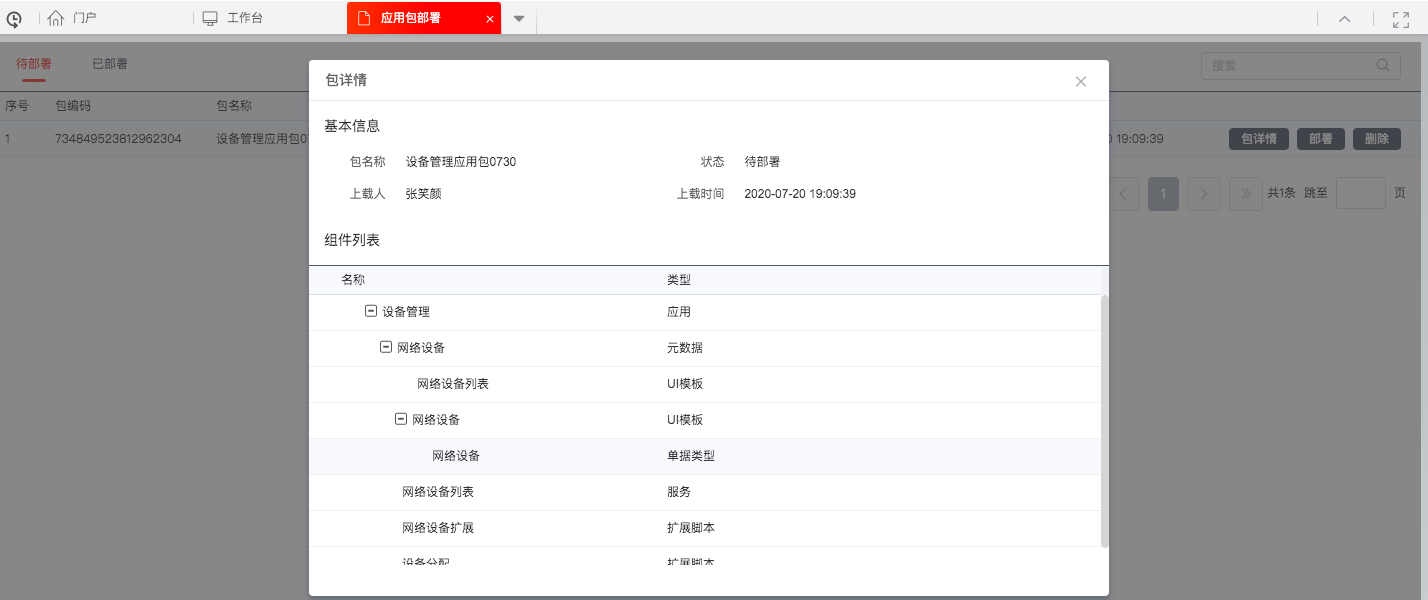 门户 工作台 应用包部署
待部署 已部署 搜索
包详情
序号 包编码 包名称
1 734849523812962304 设备管理应用包0 19:09:39 包详情 部署 删除
1 共1条 跳至 页
基本信息
包名称 设备管理应用包0730 状态 待部署
上载人 张笑颜 上载时间 2020-07-20 19:09:39
组件列表
名称 类型
设备管理 应用
网络设备 元数据
网络设备列表 UI模板
网络设备 UI模板
网络设备 单据类型
网络设备列表 服务
网络设备扩展 扩展脚本
设备分配 扩展脚本